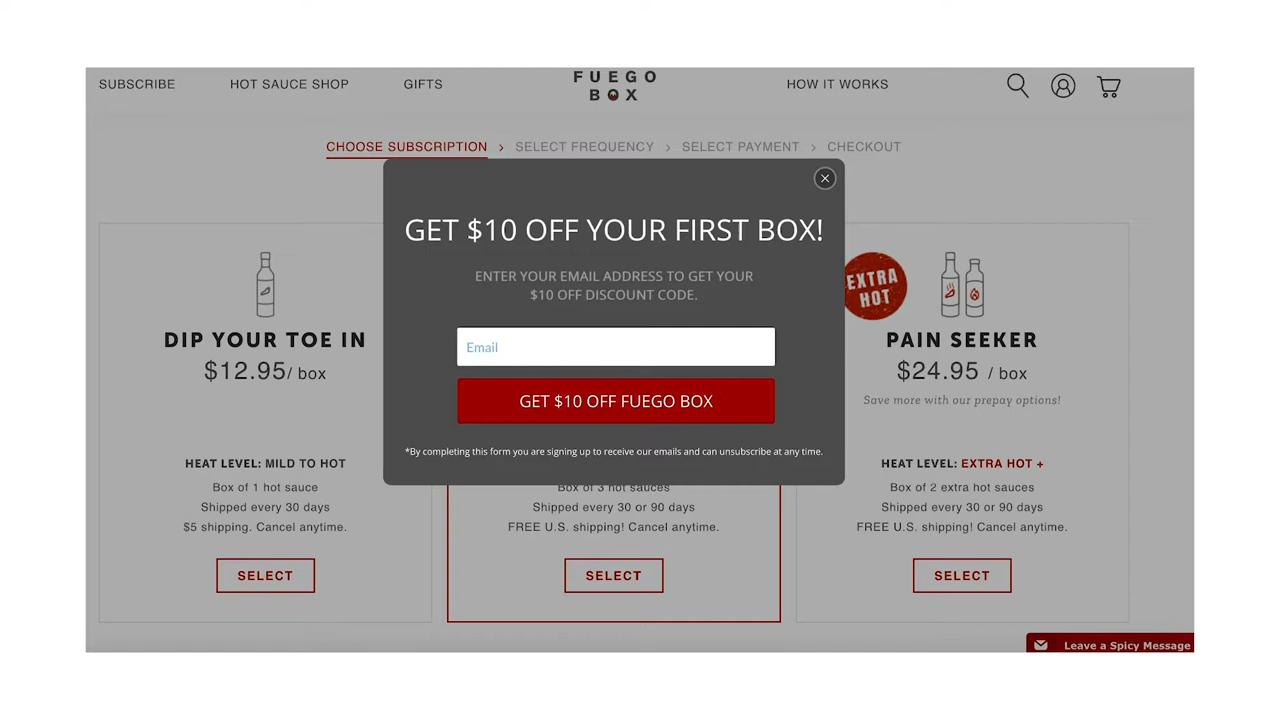 SUBSCRIBE
HOT SAUCE SHOP
GIFTS
FUEGO
BOX
HOW IT WORKS
CHOOSE SUBSCRIPTION > SELECT FREQUENCY > SELECT PAYMENT > CHECKOUT
GET $10 OFF YOUR FIRST BOX!
ENTER YOUR EMAIL ADDRESS TO GET YOUR
$10 OFF DISCOUNT CODE.
Email
GET $10 OFF FUEGO BOX
*By completing this form you are signing up to receive our emails and can unsubscribe at any time.
DIP YOUR TOE IN
$12.95/ box
HEAT LEVEL: MILD TO HOT
Box of 1 hot sauce
Shipped every 30 days
$5 shipping. Cancel anytime.
SELECT
Box of 3 hot sauces
Shipped every 30 or 90 days
FREE U.S. shipping! Cancel anytime.
SELECT
EXTRA
HOT
PAIN SEEKER
$24.95 / box
Save more with our prepay options!
HEAT LEVEL: EXTRA HOT +
Box of 2 extra hot sauces
Shipped every 30 or 90 days
FREE U.S. shipping! Cancel anytime.
SELECT
Leave a Spicy Message